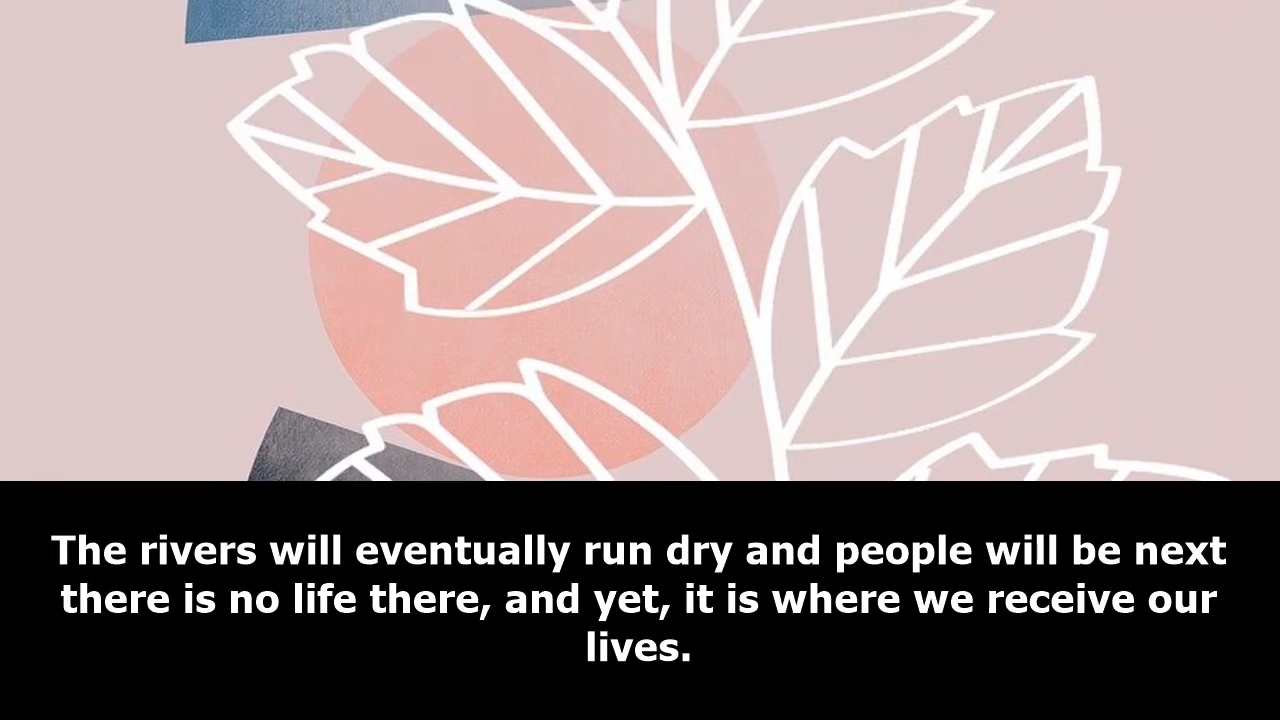 The rivers will eventually run dry and people will be next
there is no life there, and yet, it is where we receive our
lives.